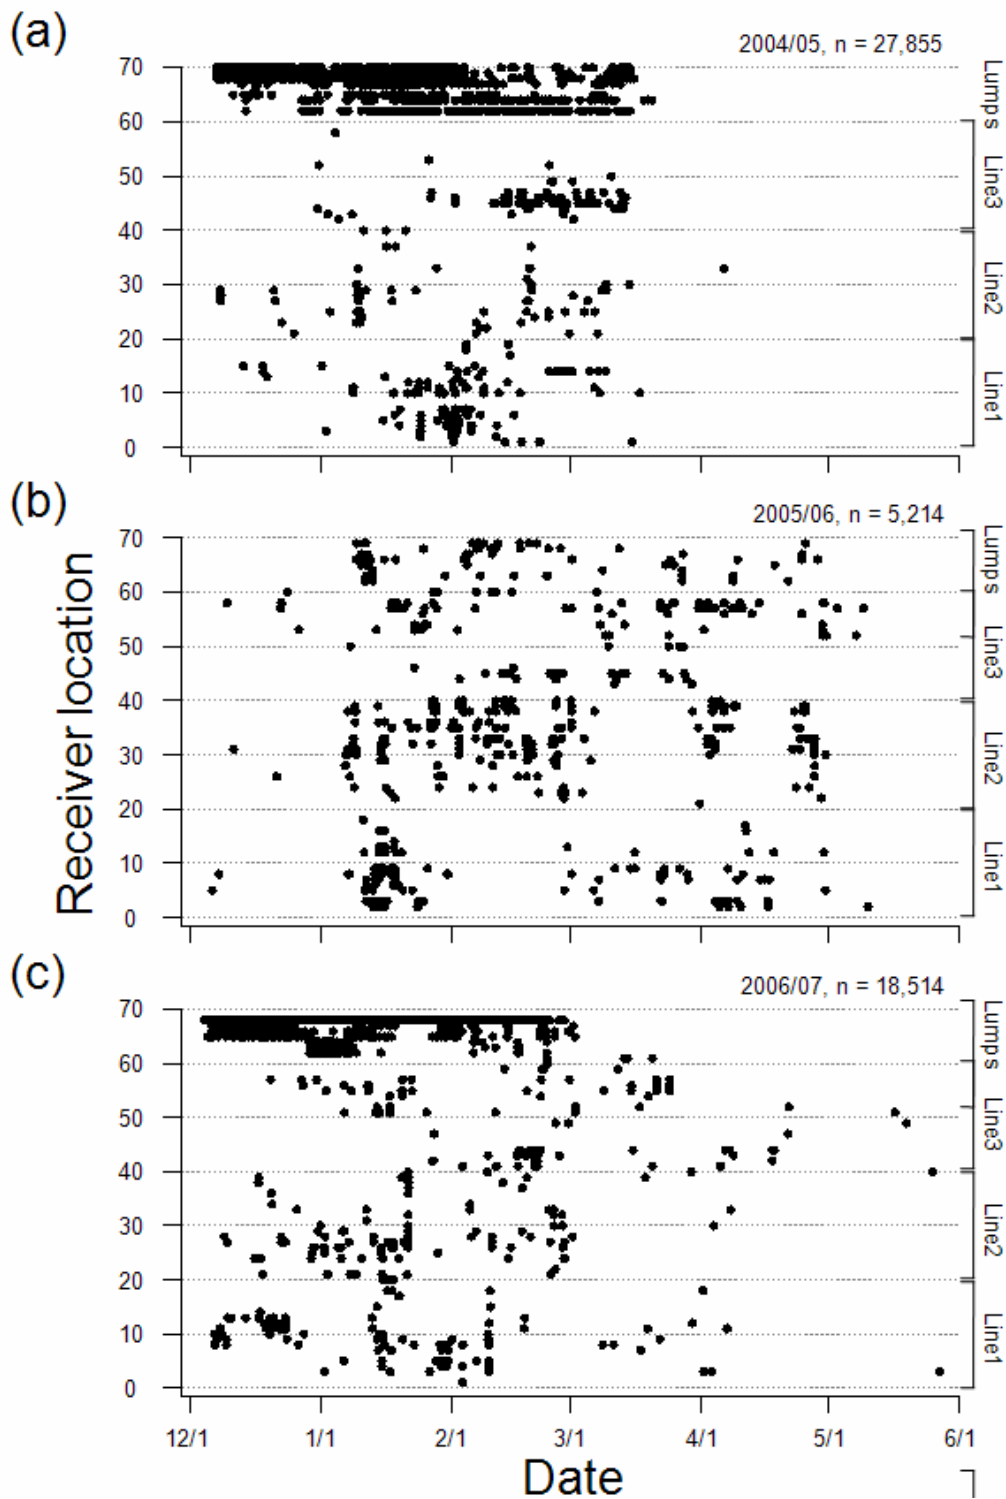 (a)
2004/05, n = 27,855
70
60
50
40
30
20
10
0
Lumps
Line3
Line2
Line1
(b)
2005/06, n = 5,214
70
60
50
40
30
20
10
0
Lumps
Line3
Line2
Line1
Receiver location
(c)
2006/07, n = 18,514
70
60
50
40
30
20
10
0
Lumps
Line3
Line2
Line1
12/1 1/1 2/1 3/1 4/1 5/1 6/1
Date